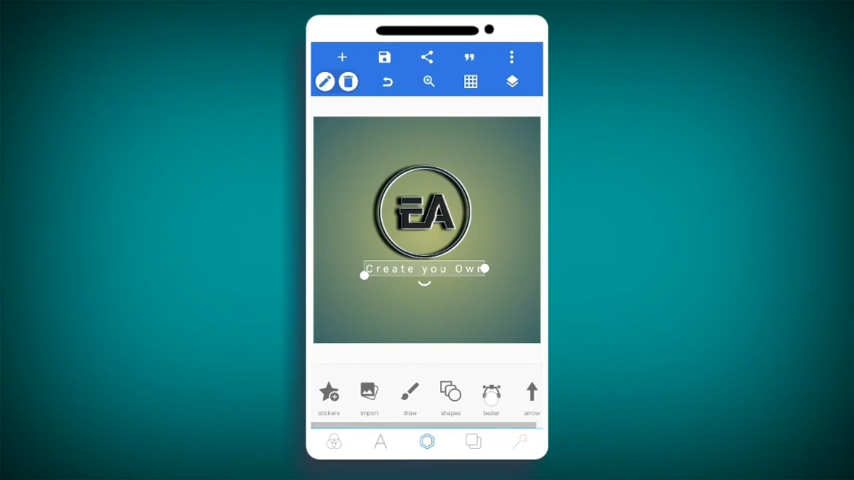 EA
Create you Own
stickers
import
draw
shapes
bezier
arrow